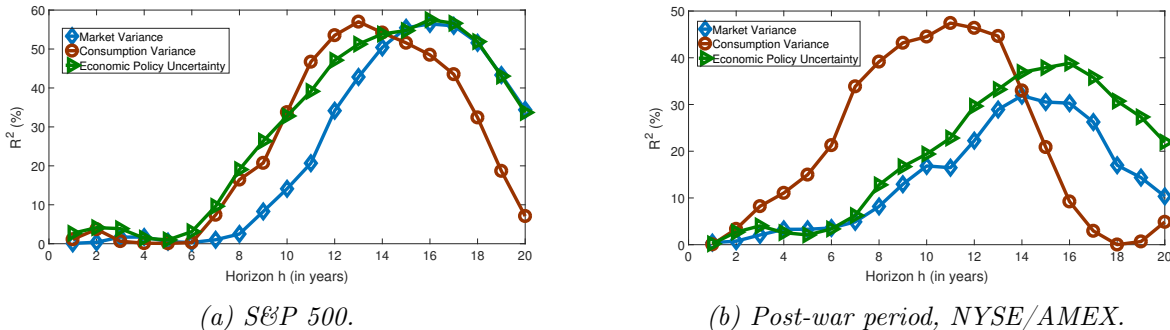 60
50
40
30
20
10
0
R² (%)
Market Variance
Consumption Variance
Economic Policy Uncertainty
0 2 4 6 8 10 12 14 16 18 20
Horizon h (in years)
(a) S&P 500.
50
40
30
20
10
0
R² (%)
Market Variance
Consumption Variance
Economic Policy Uncertainty
0 2 4 6 8 10 12 14 16 18 20
Horizon h (in years)
(b) Post-war period, NYSE/AMEX.